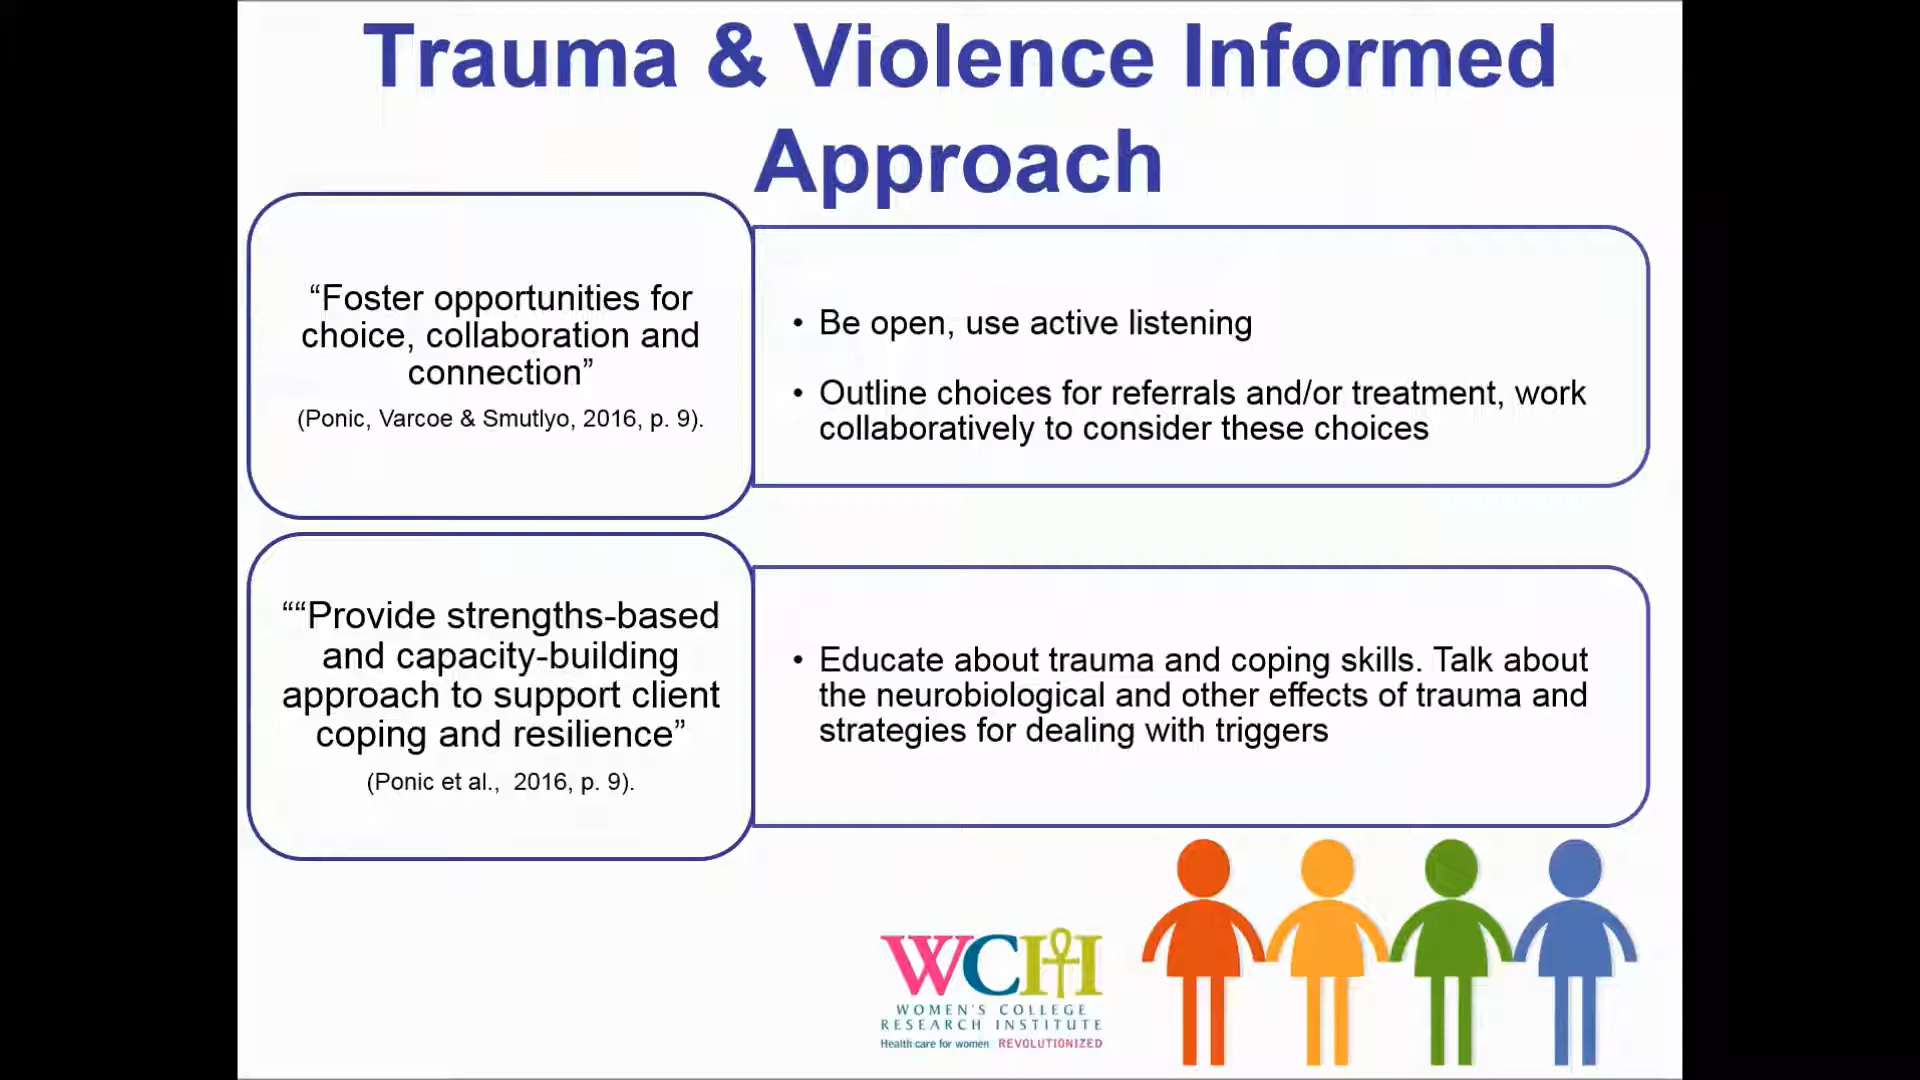 Trauma & Violence Informed
Approach
“Foster opportunities for
choice, collaboration and
connection”
(Ponic, Varcoe & Smutlyo, 2016, p. 9).
• Be open, use active listening
• Outline choices for referrals and/or treatment, work
collaboratively to consider these choices
““Provide strengths-based
and capacity-building
approach to support client
coping and resilience”
(Ponic et al.,  2016, p. 9).
• Educate about trauma and coping skills. Talk about
the neurobiological and other effects of trauma and
strategies for dealing with triggers
WCHI
WOMEN'S COLLEGE
RESEARCH INSTITUTE
Health care for women REVOLUTIONIZED